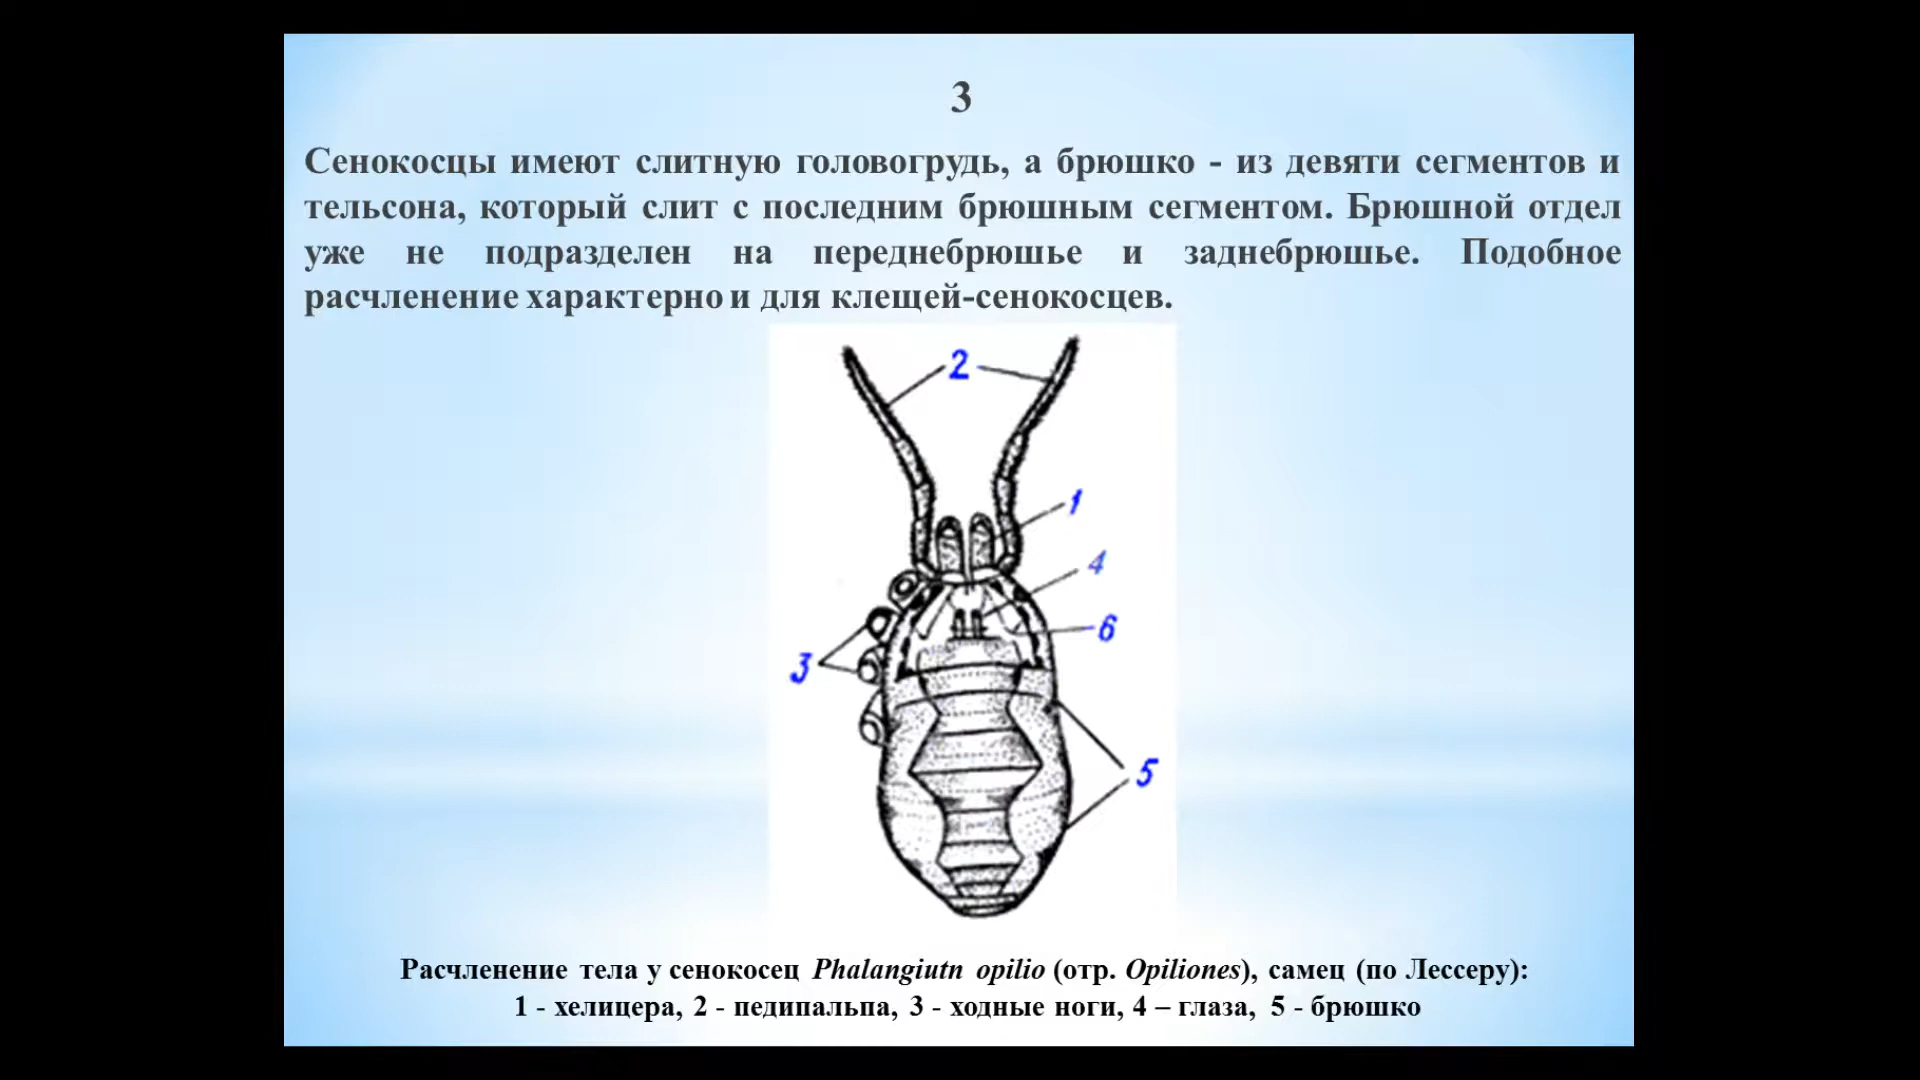 3
Сенокосцы имеют слитную головогрудь, а брюшко - из девяти сегментов и
тельсона, который слит с последним брюшным сегментом. Брюшной отдел
уже не подразделен на переднебрюшье и заднебрюшье. Подобное
расчленение характерно и для клещей-сенокосцев.
2
1
4
6
3
5
Расчленение тела у сенокосец Phalangiutn opilio (отр. Opiliones), самец (по Лессеру):
1 - хелицера, 2 - педипальпа, 3 - ходные ноги, 4 – глаза, 5 - брюшко